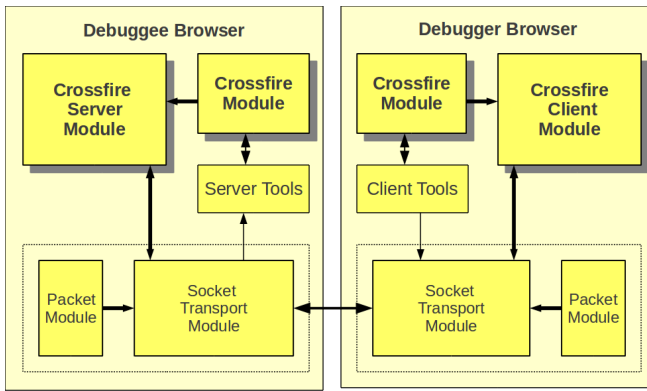 Debuggee Browser
Crossfire
Server
Module
Crossfire
Module
Server Tools
Packet
Module
Socket
Transport
Module
Debugger Browser
Crossfire
Module
Crossfire
Client
Module
Client Tools
Socket
Transport
Module
Packet
Module